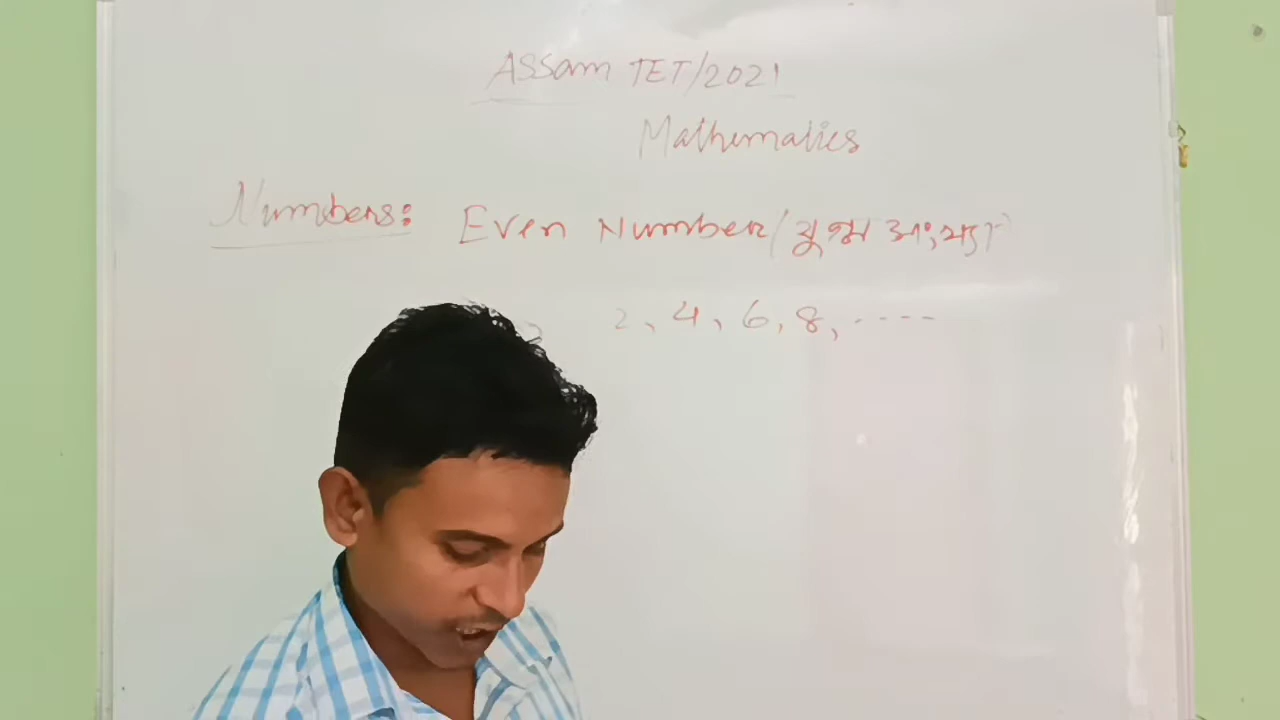 Assam TET/2021
Mathematics
Numbers: Even Number (যুগ্ম সংখ্যা)
2, 4, 6, 8, ----